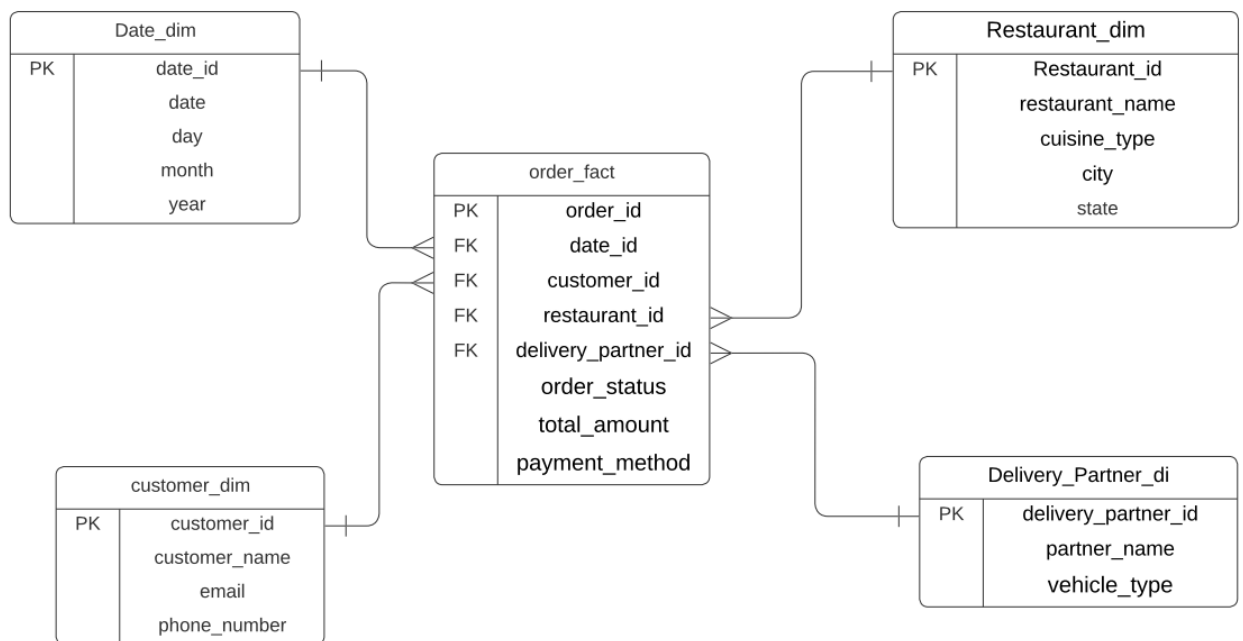 Date_dim
PK date_id
date
day
month
year
Restaurant_dim
PK Restaurant_id
restaurant_name
cuisine_type
city
state
order_fact
PK order_id
FK date_id
FK customer_id
FK restaurant_id
FK delivery_partner_id
order_status
total_amount
payment_method
customer_dim
PK customer_id
customer_name
email
phone_number
Delivery_Partner_di
PK delivery_partner_id
partner_name
vehicle_type